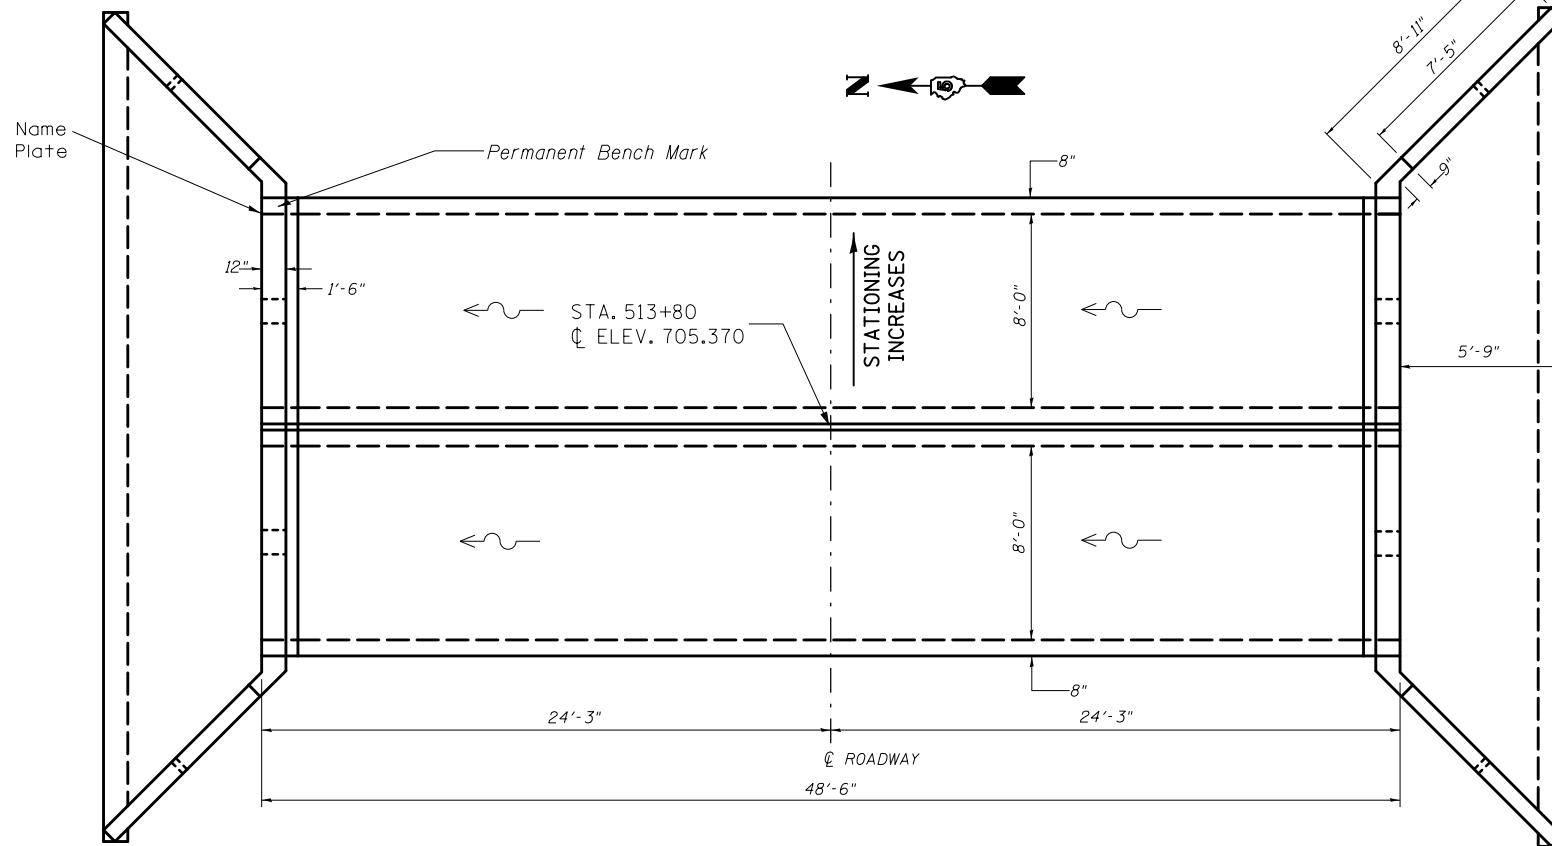 8'-11"
7'-5"
N
5
Name
Plate
Permanent Bench Mark
8"
9"
12"
1'-6"
STATIONING
INCREASES
STA. 513+80
℄ ELEV. 705.370
8'-0"
5'-9"
8'-0"
8"
24'-3"
24'-3"
℄ ROADWAY
48'-6"